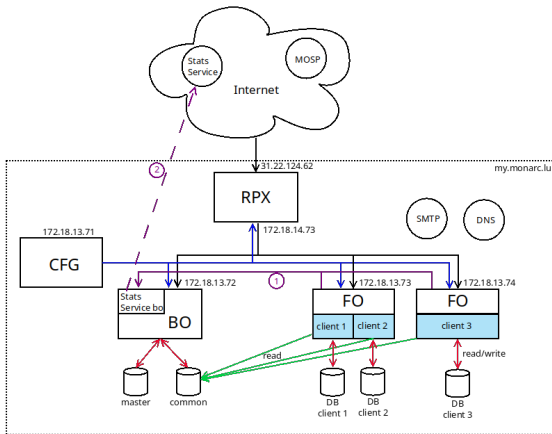 Stats
Service
MOSP
Internet
2
31.22.124.62
my.monarc.lu
RPX
SMTP
DNS
172.18.13.71
172.18.14.73
CFG
172.18.13.72
1
172.18.13.73
172.18.13.74
Stats
Service bo
BO
FO
FO
client 1
client 2
client 3
read
read/write
master
common
DB
client 1
DB
client 2
DB
client 3